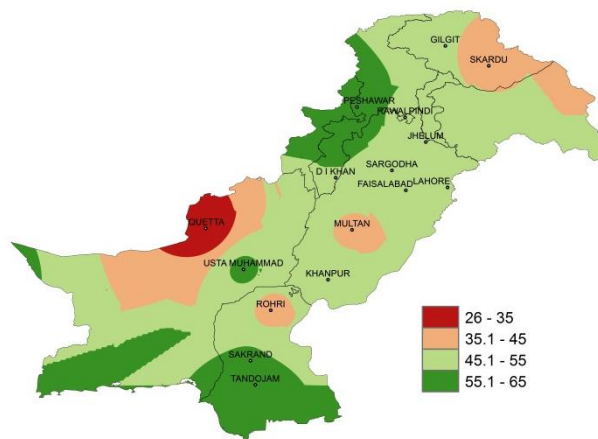 GILGIT
SKARDU
PESHAWAR
RAWALPINDI
JHELUM
SARGODHA
D I KHAN
FAISALABAD
LAHORE
QUETTA
MULTAN
USTA MUHAMMAD
KHANPUR
ROHRI
SAKRAND
TANDOJAM
26 - 35
35.1 - 45
45.1 - 55
55.1 - 65